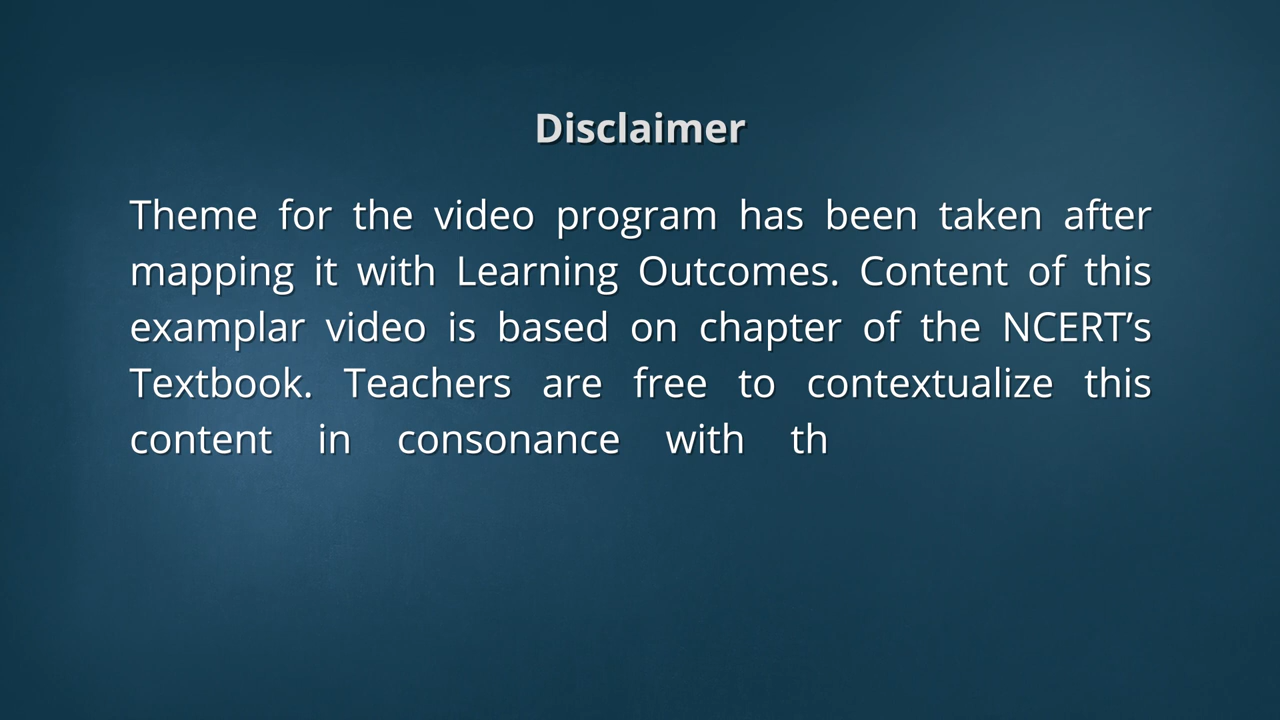 Disclaimer
Theme for the video program has been taken after
mapping it with Learning Outcomes. Content of this
examplar video is based on chapter of the NCERT’s
Textbook. Teachers are free to contextualize this
content in consonance with th